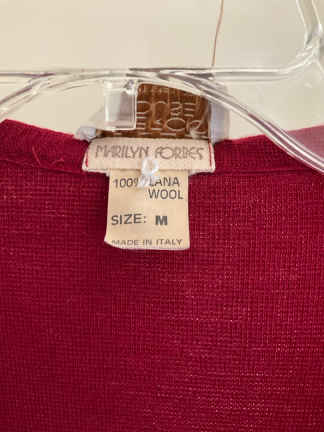 MARILYN FORBES
100% LANA
WOOL
SIZE: M
MADE IN ITALY